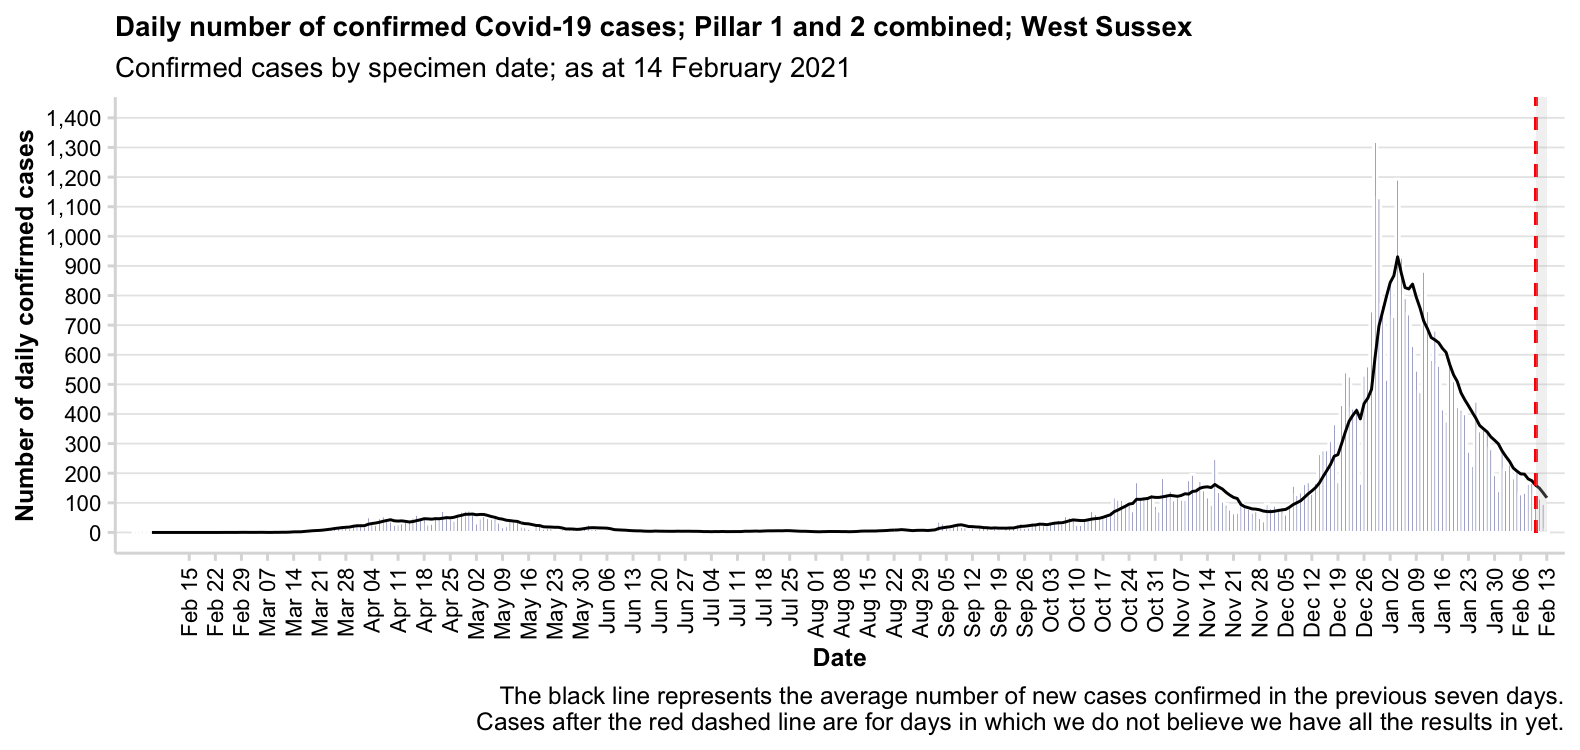 Daily number of confirmed Covid-19 cases; Pillar 1 and 2 combined; West Sussex
Confirmed cases by specimen date; as at 14 February 2021
Number of daily confirmed cases
1,400
1,300
1,200
1,100
1,000
900
800
700
600
500
400
300
200
100
0
Feb 15
Feb 22
Feb 29
Mar 07
Mar 14
Mar 21
Mar 28
Apr 04
Apr 11
Apr 18
Apr 25
May 02
May 09
May 16
May 23
May 30
Jun 06
Jun 13
Jun 20
Jun 27
Jul 04
Jul 11
Jul 18
Jul 25
Aug 01
Aug 08
Aug 15
Aug 22
Aug 29
Sep 05
Sep 12
Sep 19
Sep 26
Oct 03
Oct 10
Oct 17
Oct 24
Oct 31
Nov 07
Nov 14
Nov 21
Nov 28
Dec 05
Dec 12
Dec 19
Dec 26
Jan 02
Jan 09
Jan 16
Jan 23
Jan 30
Feb 06
Feb 13
Date
The black line represents the average number of new cases confirmed in the previous seven days.
Cases after the red dashed line are for days in which we do not believe we have all the results in yet.